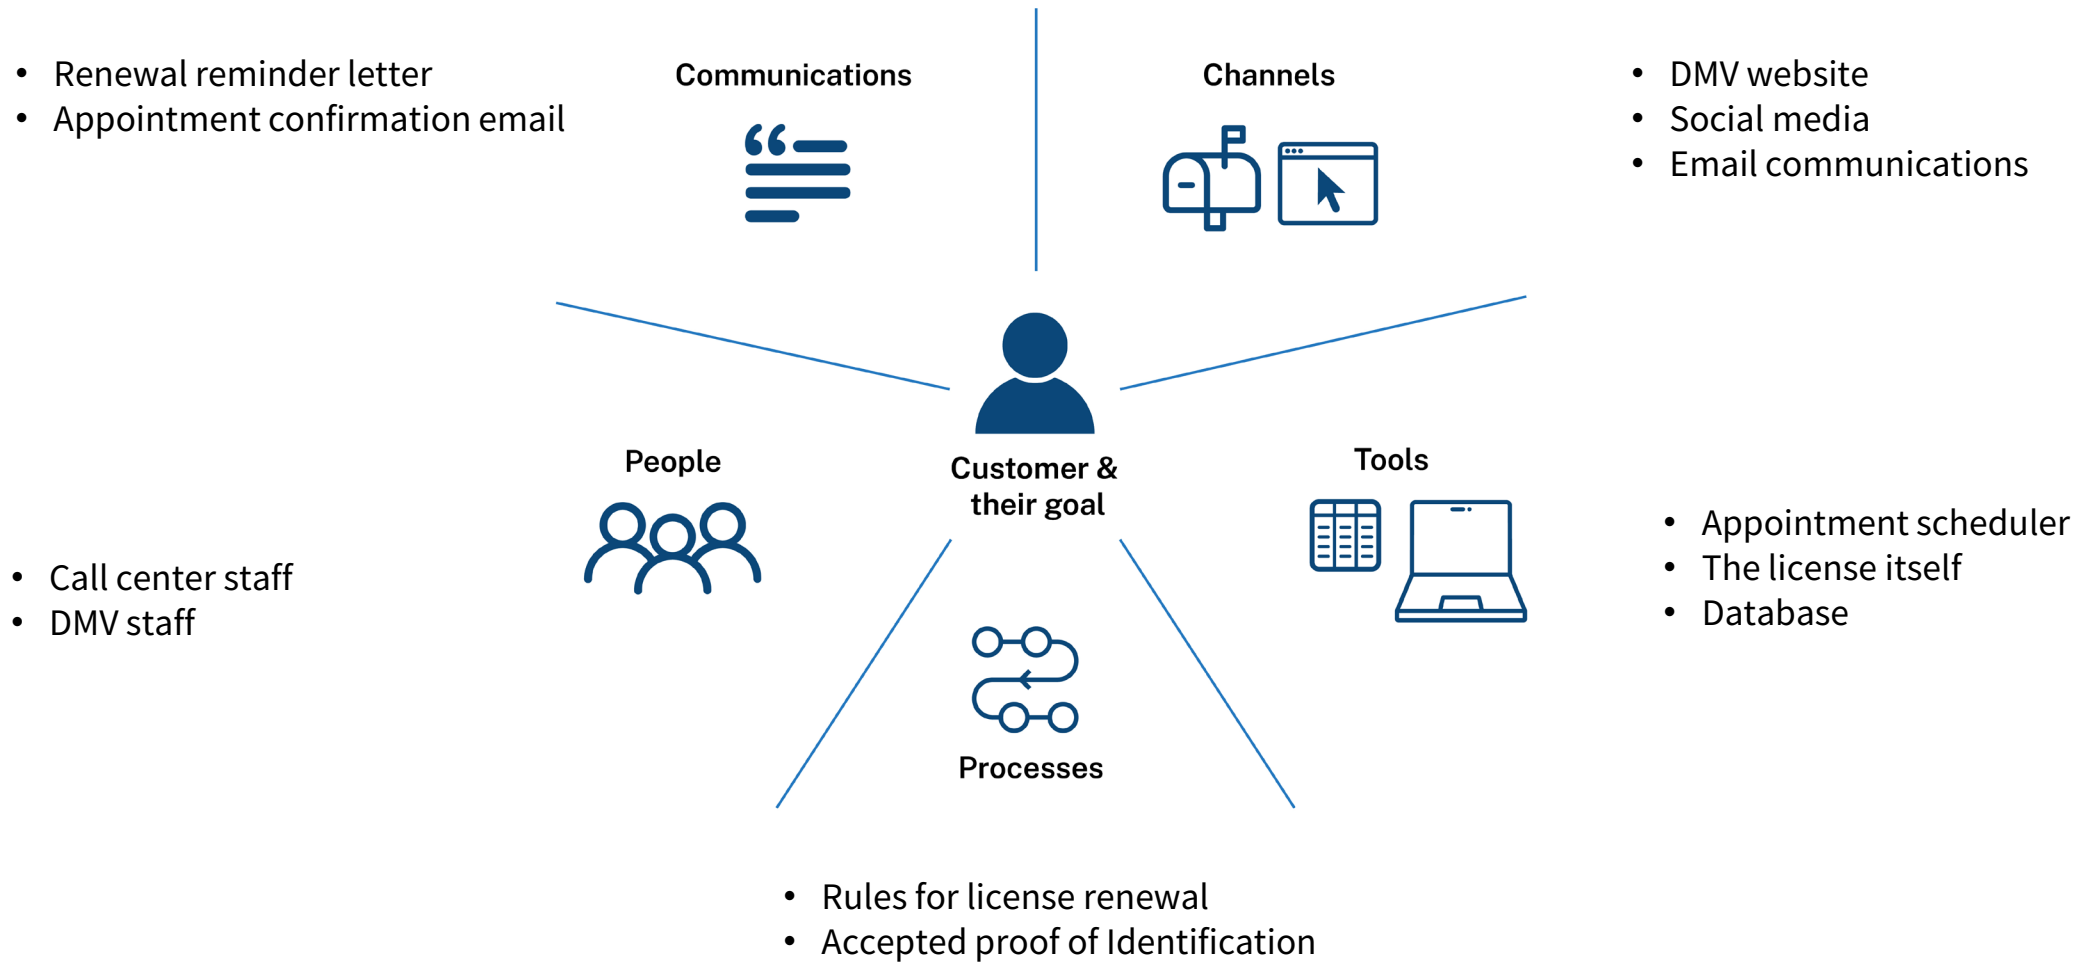 Communications
• Renewal reminder letter
• Appointment confirmation email
Channels
• DMV website
• Social media
• Email communications
People
• Call center staff
• DMV staff
Customer &
their goal
Tools
• Appointment scheduler
• The license itself
• Database
Processes
• Rules for license renewal
• Accepted proof of Identification